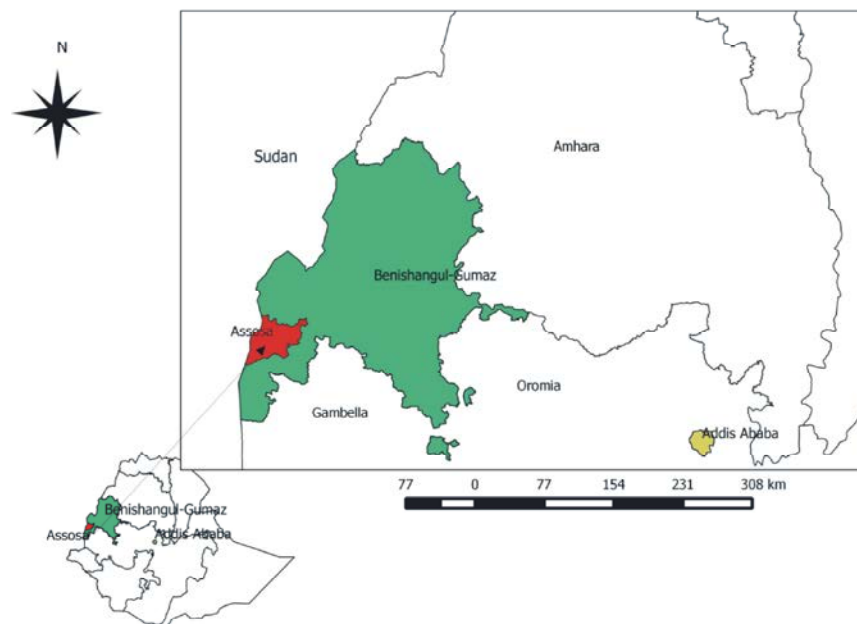 N
Sudan
Amhara
Benishangul-Gumaz
Assosa
Oromia
Gambella
Addis Ababa
77 0 77 154 231 308 km
Benishangul-Gumaz
Assosa
Addis Ababa